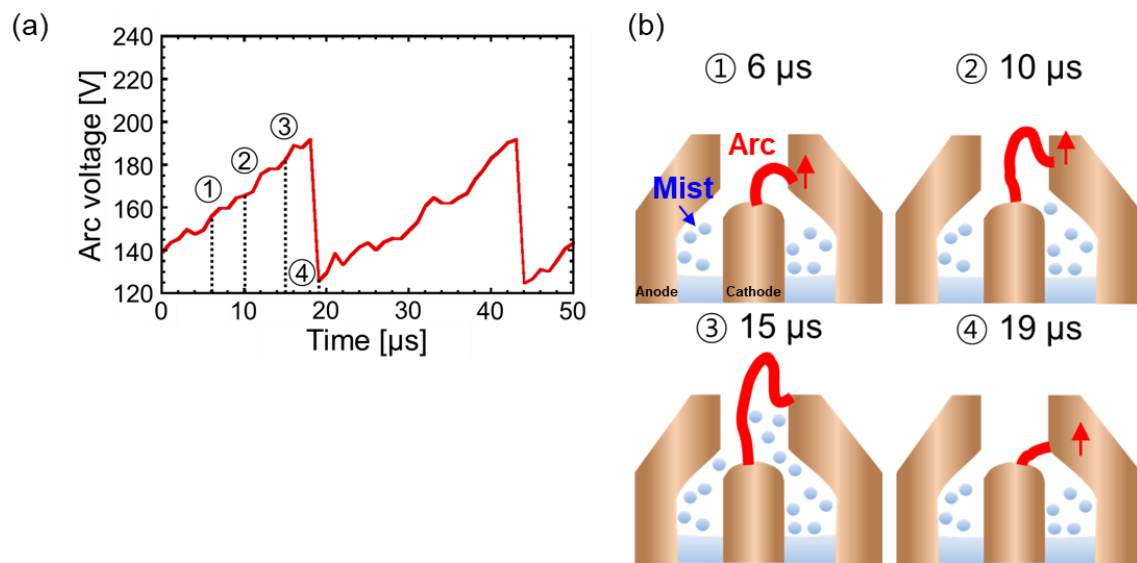 (a)
240
220
200
180
160
140
120
Arc voltage [V]
①
②
③
④
0
10
20
30
40
50
Time [μs]
(b)
① 6 μs
② 10 μs
Arc
Mist
Anode
Cathode
③ 15 μs
④ 19 μs